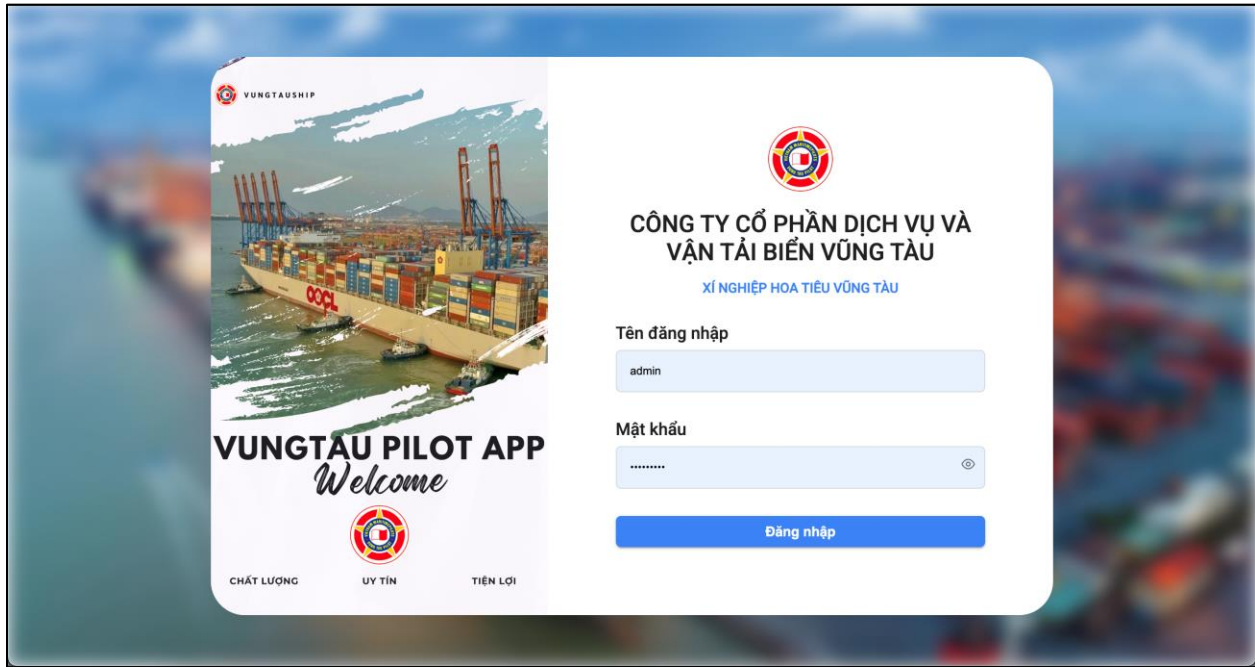 VUNGTAUSHIP
OOCL
VUNGTAU PILOT APP
Welcome
CHẤT LƯỢNG
UY TÍN
TIỆN LỢI
CÔNG TY CỔ PHẦN DỊCH VỤ VÀ
VẬN TẢI BIỂN VŨNG TÀU
XÍ NGHIỆP HOA TIÊU VŨNG TÀU
Tên đăng nhập
admin
Mật khẩu
.........
Đăng nhập